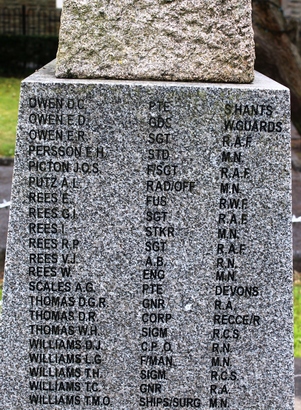 OWEN D.C. PTE S.HANTS
OWEN E.D. GDC W.GUARDS
OWEN E.R. SGT R.A.F.
PERSSON E.H. STD M.N.
PICTON J.O.S. F/SGT R.A.F.
PUTZ A.L. RAD/OFF M.N.
REES E. FUS R.W.F.
REES G.I. SGT R.A.F.
REES I. STKR M.N.
REES R.P. SGT R.A.F.
REES V.J. A.B. R.N.
REES W. ENG M.N.
SCALES A.G. PTE DEVONS
THOMAS D.G.R. GNR R.A.
THOMAS D.R. CORP RECCE/R
THOMAS W.H. SIGM R.C.S.
WILLIAMS D.J. C.P.O. R.N.
WILLIAMS L.G. F/MAN. M.N.
WILLIAMS T.H. SIGM. R.C.S.
WILLIAMS T.C. GNR R.A.
WILLIAMS T.M.O. SHIPS/SURG M.N.